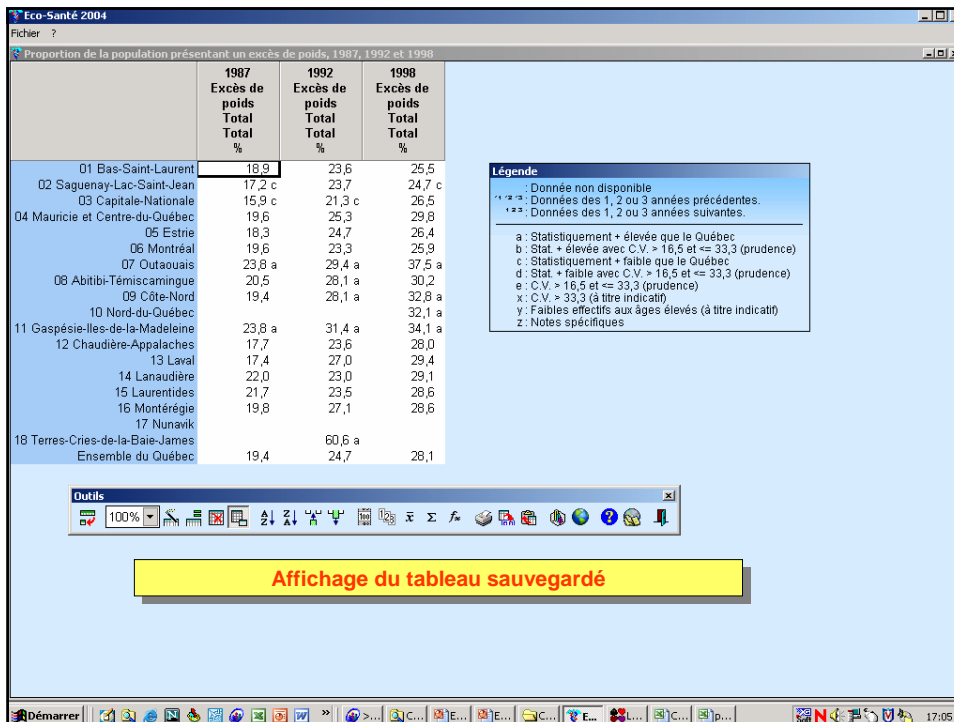 Eco-Santé 2004
Fichier ?
Proportion de la population présentant un excès de poids, 1987, 1992 et 1998
1987 1992 1998
Excès de Excès de Excès de
poids poids poids
Total Total Total
Total Total Total
% % %
01 Bas-Saint-Laurent 18,9 23,6 25,5
02 Saguenay-Lac-Saint-Jean 17,2 c 23,7 24,7 c
03 Capitale-Nationale 15,9 c 21,3 c 26,5
04 Mauricie et Centre-du-Québec 19,6 25,3 29,8
05 Estrie 18,3 24,7 26,4
06 Montréal 19,6 23,3 25,9
07 Outaouais 23,8 a 29,4 a 37,5 a
08 Abitibi-Témiscamingue 20,5 28,1 a 30,2
09 Côte-Nord 19,4 28,1 a 32,8 a
10 Nord-du-Québec 32,1 a
11 Gaspésie-Iles-de-la-Madeleine 23,8 a 31,4 a 34,1 a
12 Chaudière-Appalaches 17,7 23,6 28,0
13 Laval 17,4 27,0 29,4
14 Lanaudière 22,0 23,0 29,1
15 Laurentides 21,7 23,5 28,6
16 Montérégie 19,8 27,1 28,6
17 Nunavik
18 Terres-Cries-de-la-Baie-James 60,6 a
Ensemble du Québec 19,4 24,7 28,1
Légende
: Donnée non disponible
: Données des 1, 2 ou 3 années précédentes.
1 2 3 : Données des 1, 2 ou 3 années suivantes.
a : Statistiquement + élevée que le Québec
b : Stat. + élevée avec C.V. > 16,5 et <= 33,3 (prudence)
c : Statistiquement + faible que le Québec
d : Stat. + faible avec C.V. > 16,5 et <= 33,3 (prudence)
e : C.V. > 16,5 et <= 33,3 (prudence)
x : C.V. > 33,3 (à titre indicatif)
y : Faibles effectifs aux âges élevés (à titre indicatif)
z : Notes spécifiques
Outils
100%
Affichage du tableau sauvegardé
Démarrer » >... C... E... E... C... E... L... C... p... 17:05